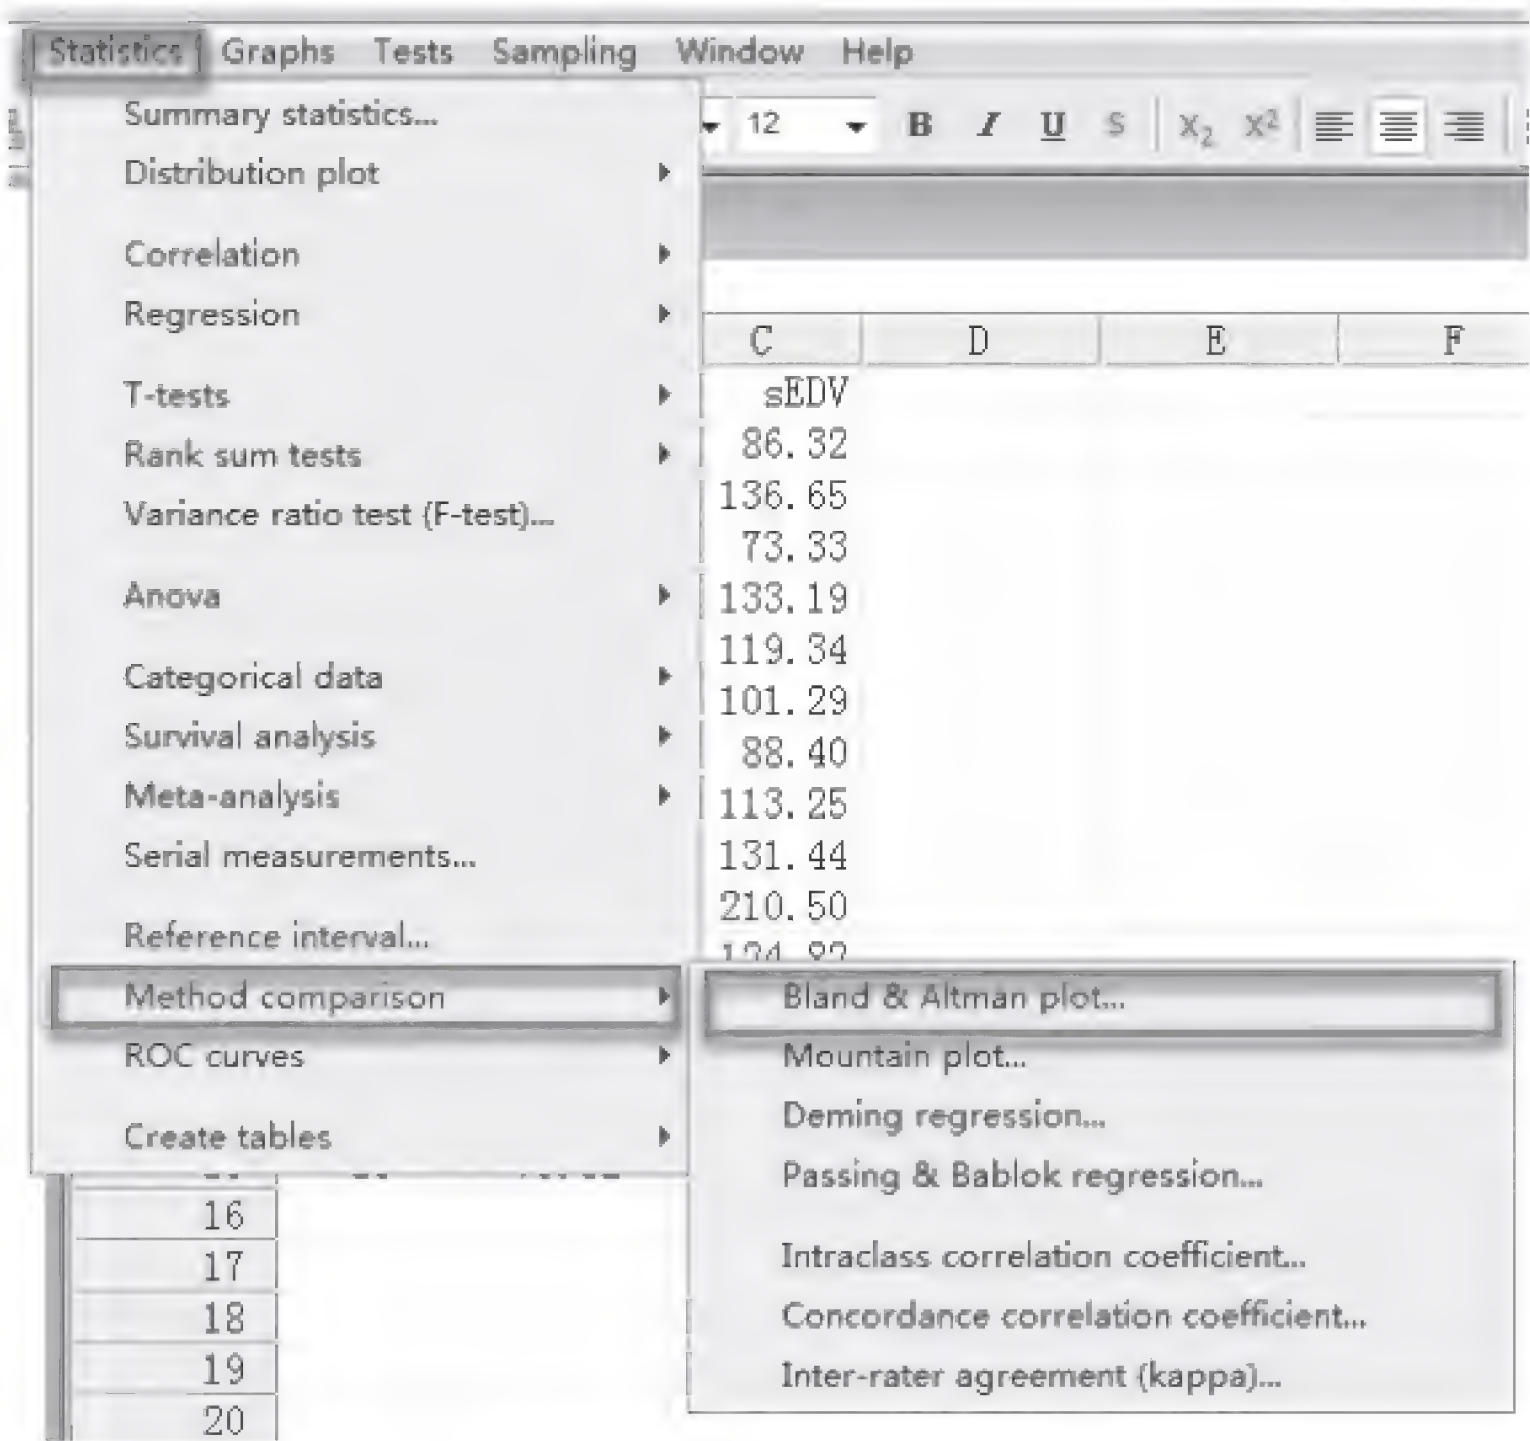 Statistics Graphs Tests Sampling Window Help
12 B I U S X₂ X²
Summary statistics...
Distribution plot
Correlation
Regression
T-tests
Rank sum tests
Variance ratio test (F-test)...
Anova
Categorical data
Survival analysis
Meta-analysis
Serial measurements...
Reference interval...
Method comparison
ROC curves
Create tables
C D E F
sEDV
86.32
136.65
73.33
133.19
119.34
101.29
88.40
113.25
131.44
210.50
Bland & Altman plot...
Mountain plot...
Deming regression...
Passing & Bablok regression...
Intraclass correlation coefficient...
Concordance correlation coefficient...
Inter-rater agreement (kappa)...
16
17
18
19
20